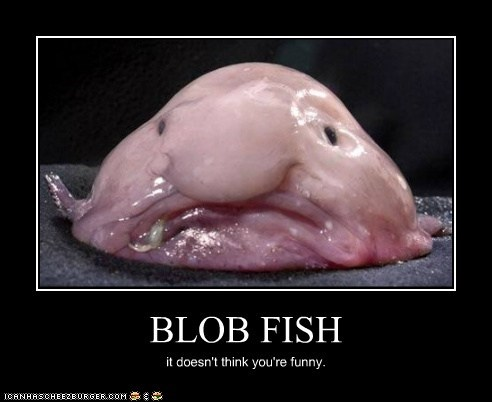 BLOB FISH
it doesn't think you're funny.
ICANHASCHEEZBURGER.COM